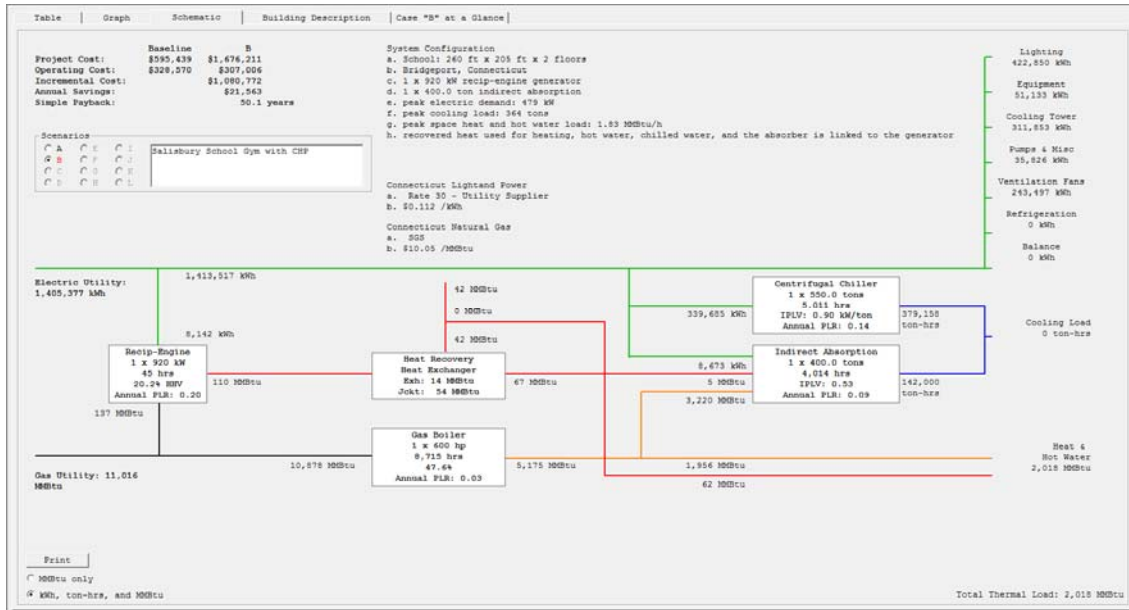 Table Graph Schematic Building Description Case "B" at a Glance
Baseline B
Project Cost: $595,439 $1,676,211
Operating Cost: $328,570 $307,006
Incremental Cost: $1,080,772
Annual Savings: $21,563
Simple Payback: 50.1 years
Scenarios
A E I
B F J
C G K
D H L
Salisbury School Gym with CHP
System Configuration
a. School: 260 ft x 205 ft x 2 floors
b. Bridgeport, Connecticut
c. 1 x 920 kW recip-engine generator
d. 1 x 400.0 ton indirect absorption
e. peak electric demand: 479 kW
f. peak cooling load: 364 tons
g. peak space heat and hot water load: 1.83 MMBtu/h
h. recovered heat used for heating, hot water, chilled water, and the absorber is linked to the generator
Connecticut Lightand Power
a. Rate 30 - Utility Supplier
b. $0.112 /kWh
Connecticut Natural Gas
a. SGS
b. $10.05 /MMBtu
Lighting
422,850 kWh
Equipment
51,133 kWh
Cooling Tower
311,853 kWh
Pumps & Misc
35,826 kWh
Ventilation Fans
243,497 kWh
Refrigeration
0 kWh
Balance
0 kWh
Electric Utility:
1,405,377 kWh
1,413,517 kWh
8,142 kWh
Recip-Engine
1 x 920 kW
45 hrs
20.2% HHV
Annual PLR: 0.20
110 MMBtu
137 MMBtu
42 MMBtu
0 MMBtu
42 MMBtu
Heat Recovery
Heat Exchanger
Exh: 14 MMBtu
Jckt: 54 MMBtu
67 MMBtu
339,685 kWh
Centrifugal Chiller
1 x 550.0 tons
5,011 hrs
IPLV: 0.90 kW/ton
Annual PLR: 0.14
379,158
ton-hrs
8,673 kWh
5 MMBtu
3,220 MMBtu
Indirect Absorption
1 x 400.0 tons
4,014 hrs
IPLV: 0.53
Annual PLR: 0.09
142,000
ton-hrs
Cooling Load
0 ton-hrs
Gas Utility: 11,016
MMBtu
10,878 MMBtu
Gas Boiler
1 x 600 hp
8,715 hrs
47.6%
Annual PLR: 0.03
5,175 MMBtu
1,956 MMBtu
62 MMBtu
Heat &
Hot Water
2,018 MMBtu
Print
MMBtu only
kWh, ton-hrs, and MMBtu
Total Thermal Load: 2,018 MMBtu